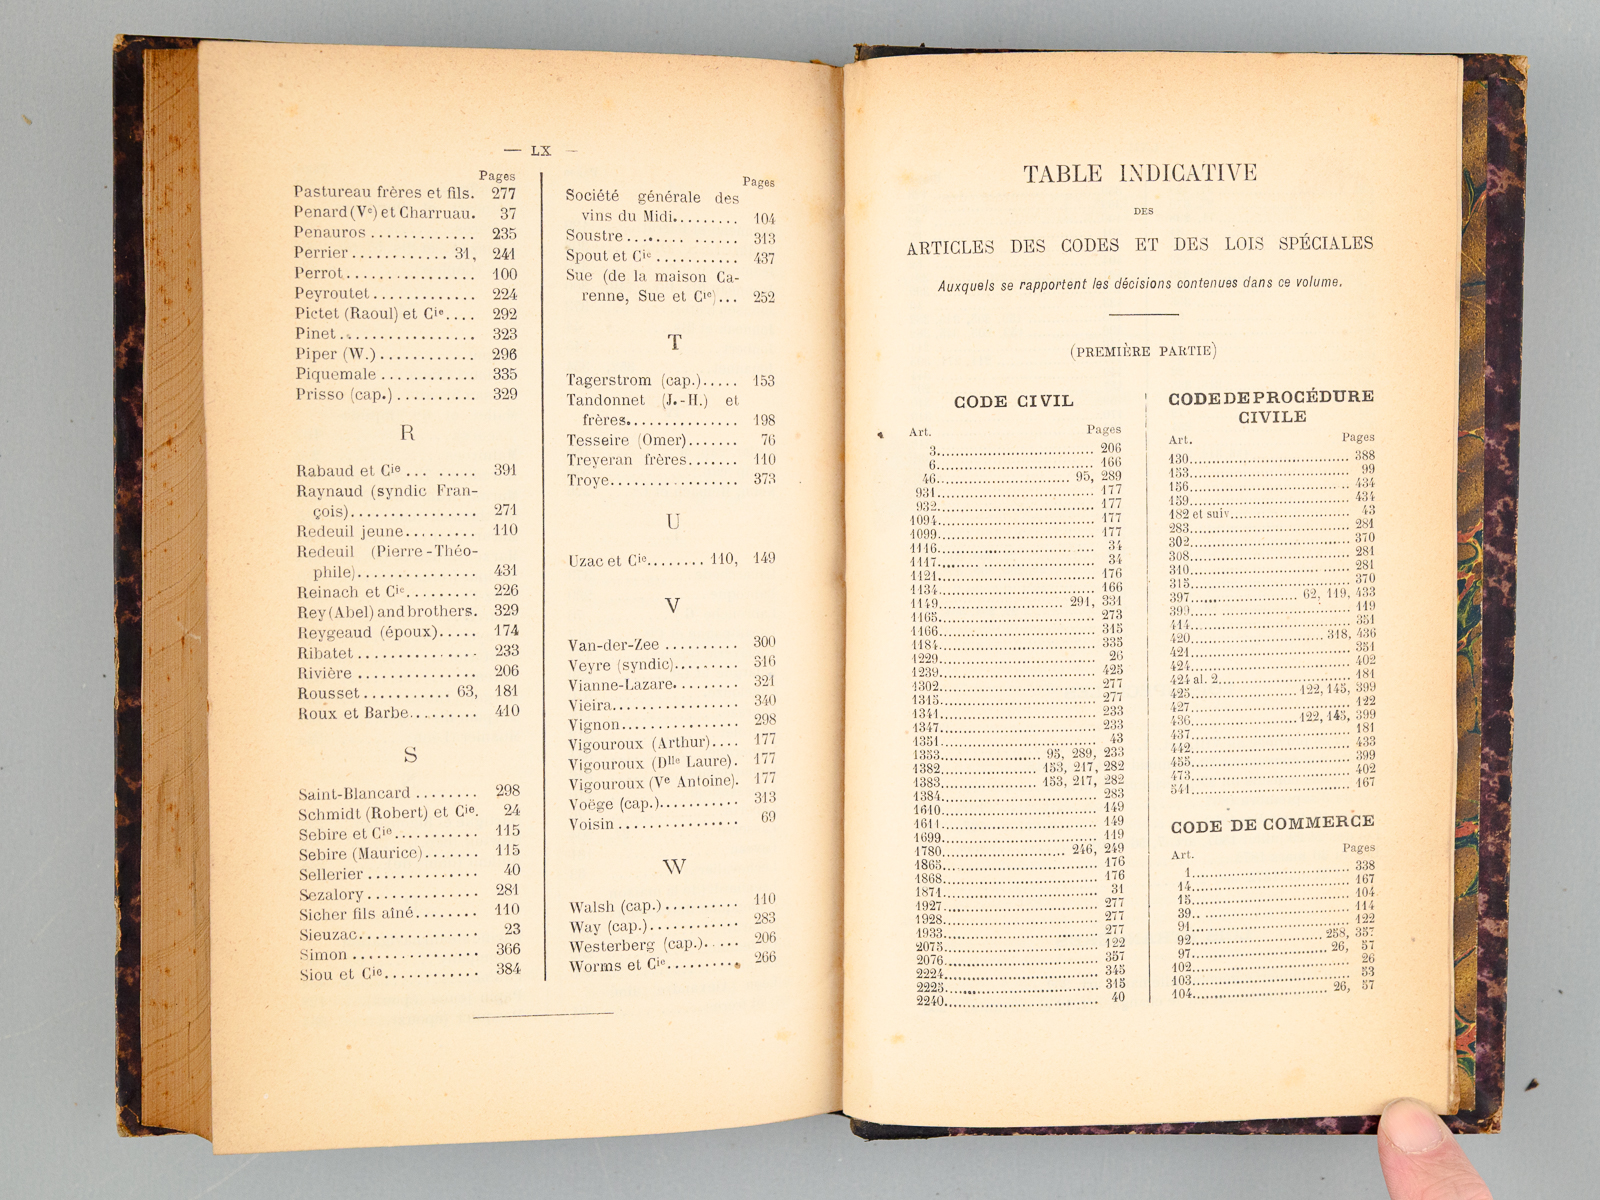 — LX —
Pages
Pastureau frères et fils. 277
Penard (Vᵉ) et Charruau. 37
Penauros ............. 235
Perrier ............ 31, 241
Perrot ................ 100
Peyroutet ............. 224
Pictet (Raoul) et Cⁱᵉ .... 292
Pinet ................. 323
Piper (W.) ............ 296
Piquemale ............ 335
Prisso (cap.) .......... 329
R
Rabaud et Cⁱᵉ ... ..... 391
Raynaud (syndic Fran-
çois) ................ 271
Redeuil jeune ......... 110
Redeuil (Pierre-Théo-
phile) ............... 431
Reinach et Cⁱᵉ ......... 226
Rey (Abel) and brothers. 329
Reygeaud (époux) ..... 174
Ribatet ............... 233
Rivière ............... 206
Rousset ........... 63, 181
Roux et Barbe ......... 410
S
Saint-Blancard ........ 298
Schmidt (Robert) et Cⁱᵉ. 24
Sebire et Cⁱᵉ ........... 115
Sebire (Maurice) ....... 115
Sellerier .............. 40
Sezalory .............. 281
Sicher fils aîné ........ 110
Sieuzac ............... 23
Simon ................ 366
Siou et Cⁱᵉ ............ 384
Pages
Société générale des
vins du Midi ......... 104
Soustre ........ ...... 313
Spout et Cⁱᵉ ........... 437
Sue (de la maison Ca-
renne, Sue et Cⁱᵉ) ... 252
T
Tagerstrom (cap.) ..... 153
Tandonnet (J.-H.) et
frères ............... 198
Tesseire (Omer) ....... 76
Treyeran frères ....... 110
Troye ................ 373
U
Uzac et Cⁱᵉ ........ 110, 149
V
Van-der-Zee .......... 300
Veyre (syndic) ......... 316
Vianne-Lazare ......... 321
Vieira ................ 340
Vignon ................ 298
Vigouroux (Arthur) .... 177
Vigouroux (Dˡˡᵉ Laure). 177
Vigouroux (Vᵉ Antoine). 177
Voëge (cap.) ........... 313
Voisin ................ 69
W
Walsh (cap.) .......... 110
Way (cap.) ............ 283
Westerberg (cap.) ..... 206
Worms et Cⁱᵉ .......... 266
TABLE INDICATIVE
DES
ARTICLES DES CODES ET DES LOIS SPÉCIALES
Auxquels se rapportent les décisions contenues dans ce volume.
(PREMIÈRE PARTIE)
CODE CIVIL
Art. Pages
3 ........ 206
6 ........ 166
46 ........ 95, 289
931 ........ 177
932 ........ 177
1094 ........ 177
1099 ........ 177
1116 ........ 34
1117 ........ 34
1121 ........ 176
1134 ........ 166
1149 ........ 291, 331
1165 ........ 273
1166 ........ 315
1184 ........ 335
1229 ........ 26
1239 ........ 425
1302 ........ 277
1315 ........ 277
1341 ........ 233
1347 ........ 233
1351 ........ 43
1353 ........ 95, 289, 233
1382 ........ 153, 217, 282
1383 ........ 153, 217, 282
1384 ........ 283
1610 ........ 149
1611 ........ 149
1699 ........ 119
1780 ........ 246, 249
1865 ........ 176
1868 ........ 176
1871 ........ 31
1927 ........ 277
1928 ........ 277
1933 ........ 277
2075 ........ 122
2076 ........ 357
2224 ........ 345
2225 ........ 315
2240 ........ 40
CODE DE PROCÉDURE
CIVILE
Art. Pages
130 ........ 388
153 ........ 99
156 ........ 434
159 ........ 434
182 et suiv ........ 43
283 ........ 281
302 ........ 370
308 ........ 281
310 ........ 281
315 ........ 370
397 ........ 62, 119, 433
399 ........ 119
414 ........ 351
420 ........ 318, 436
421 ........ 351
424 ........ 402
424 al. 2 ........ 181
425 ........ 122, 145, 399
427 ........ 122
436 ........ 122, 145, 399
437 ........ 181
442 ........ 433
455 ........ 399
473 ........ 402
541 ........ 167
CODE DE COMMERCE
Art. Pages
1 ........ 338
14 ........ 167
15 ........ 104
39 ........ 114
91 ........ 122
92 ........ 258, 357
97 ........ 26, 57
102 ........ 26
103 ........ 53
104 ........ 26, 57